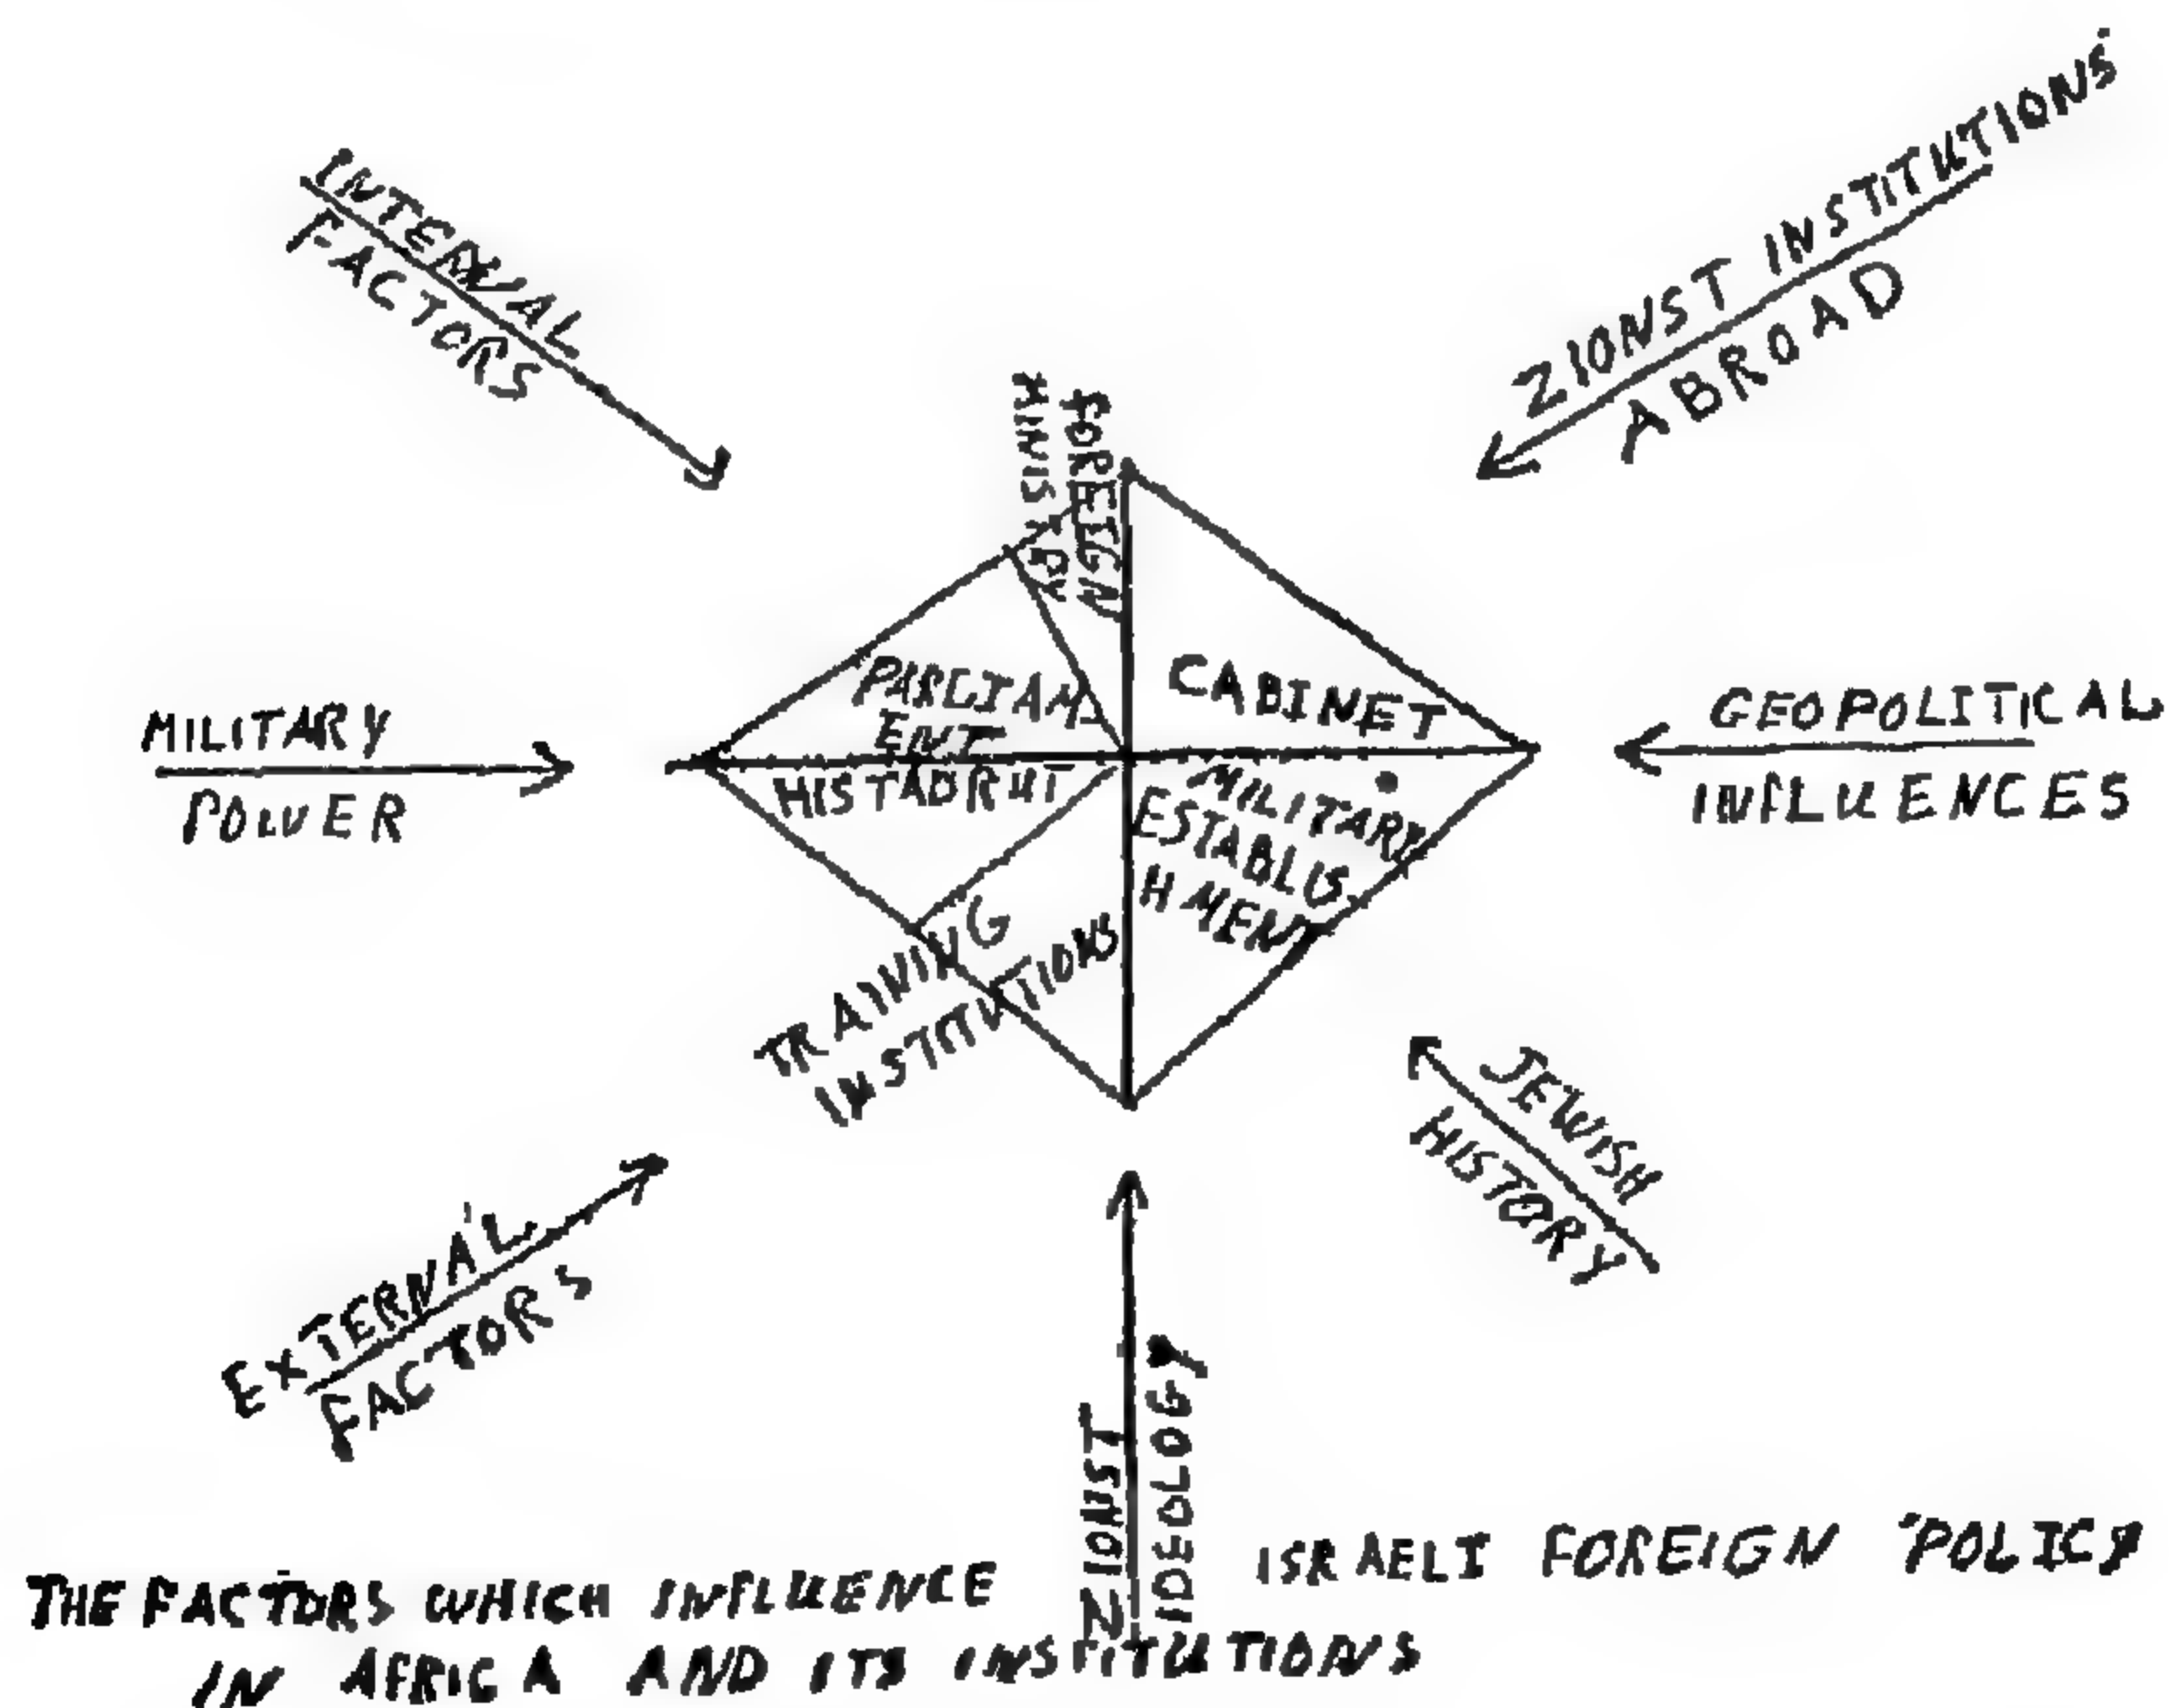 INTERNAL
FACTORS
ZIONST INSTITUTIONS
ABROAD
FOREIGN
MINISTRY
PARLIAM
ENT
CABINET
MILITARY
POWER
GEOPOLITICAL
INFLUENCES
HISTADRUT
MILITARY
ESTABLIS
HMENT
TRAINING
INSTITUTIONS
JEWISH
HISTORY
EXTERNAL
FACTORS
ZIONST
IDEOLOGY
THE FACTORS WHICH INFLUENCE ISRAELI FOREIGN POLICY
IN AFRICA AND ITS INSTITUTIONS